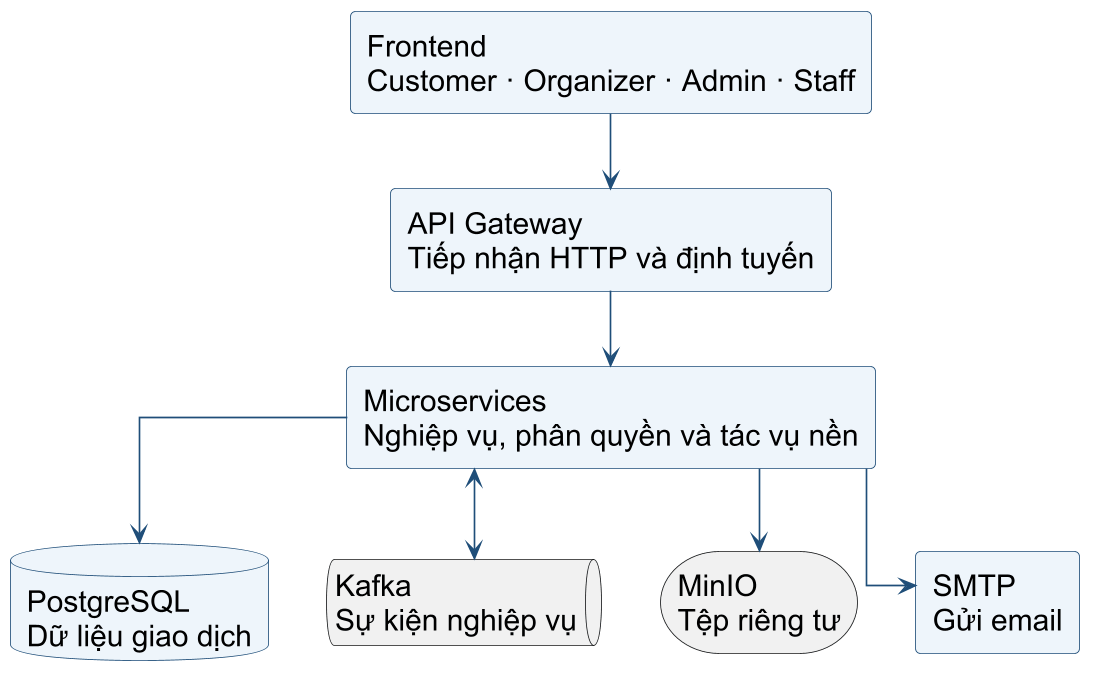 Frontend
Customer · Organizer · Admin · Staff
API Gateway
Tiếp nhận HTTP và định tuyến
Microservices
Nghiệp vụ, phân quyền và tác vụ nền
PostgreSQL
Dữ liệu giao dịch
Kafka
Sự kiện nghiệp vụ
MinIO
Tệp riêng tư
SMTP
Gửi email